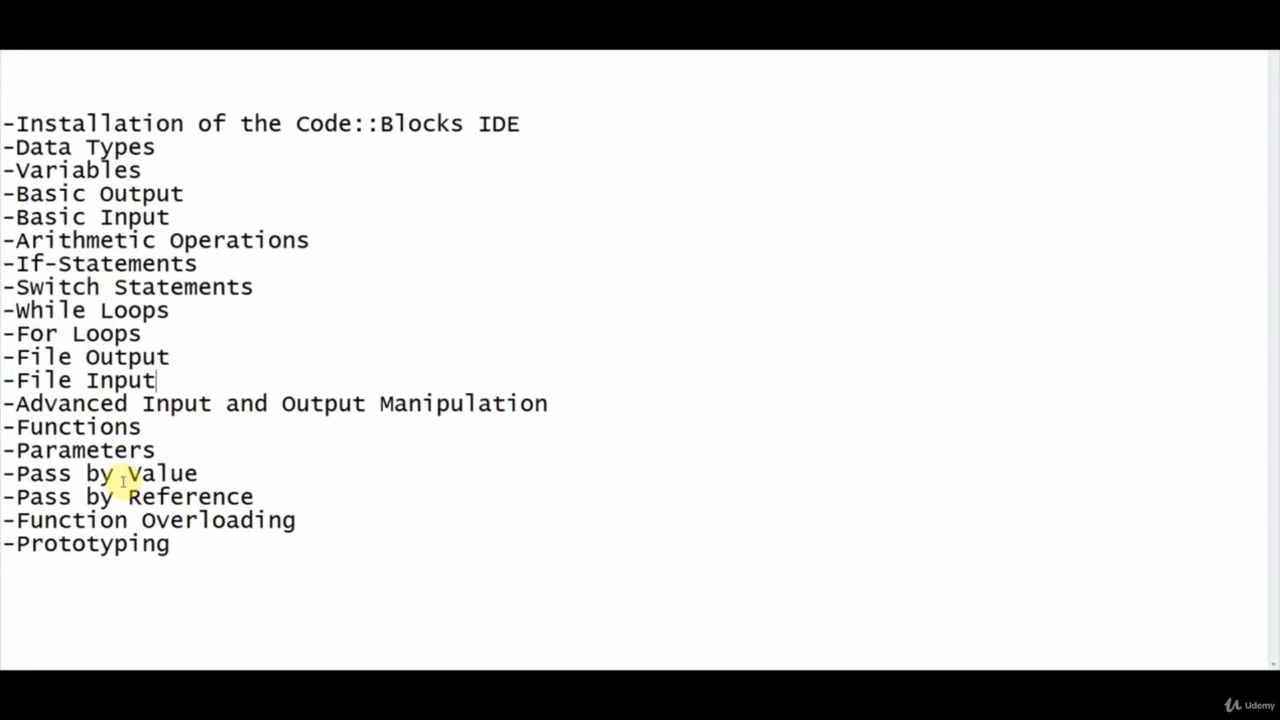 -Installation of the Code::Blocks IDE
-Data Types
-Variables
-Basic Output
-Basic Input
-Arithmetic Operations
-If-Statements
-Switch Statements
-While Loops
-For Loops
-File Output
-File Input
-Advanced Input and Output Manipulation
-Functions
-Parameters
-Pass by Value
-Pass by Reference
-Function Overloading
-Prototyping
Udemy